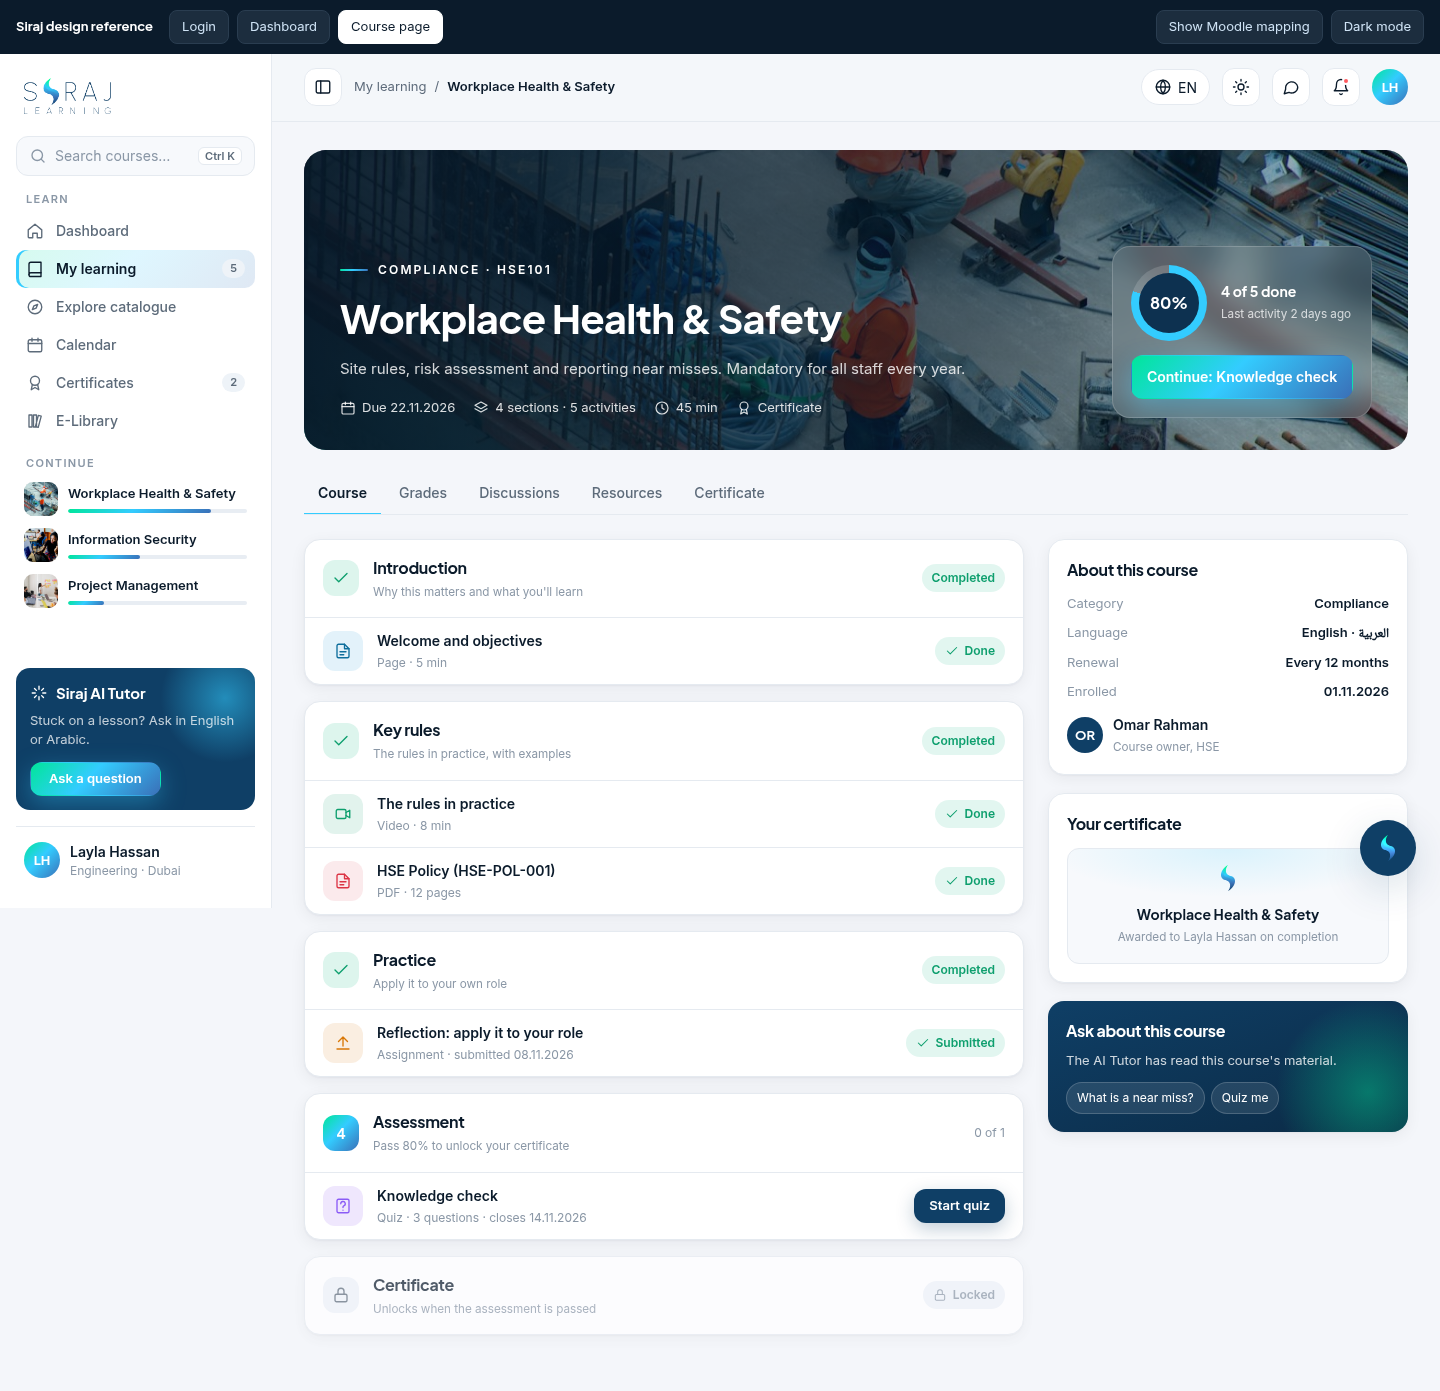 Siraj design reference
Login
Dashboard
Course page
Show Moodle mapping
Dark mode
SIRAJ
LEARNING
Search courses...
Ctrl K
LEARN
Dashboard
My learning
5
Explore catalogue
Calendar
Certificates
2
E-Library
CONTINUE
Workplace Health & Safety
Information Security
Project Management
Siraj AI Tutor
Stuck on a lesson? Ask in English
or Arabic.
Ask a question
LH
Layla Hassan
Engineering · Dubai
My learning / Workplace Health & Safety
EN
LH
COMPLIANCE · HSE101
Workplace Health & Safety
Site rules, risk assessment and reporting near misses. Mandatory for all staff every year.
Due 22.11.2026
4 sections · 5 activities
45 min
Certificate
80%
4 of 5 done
Last activity 2 days ago
Continue: Knowledge check
Course
Grades
Discussions
Resources
Certificate
Introduction
Why this matters and what you'll learn
Completed
Welcome and objectives
Page · 5 min
Done
Key rules
The rules in practice, with examples
Completed
The rules in practice
Video · 8 min
Done
HSE Policy (HSE-POL-001)
PDF · 12 pages
Done
Practice
Apply it to your own role
Completed
Reflection: apply it to your role
Assignment · submitted 08.11.2026
Submitted
4
Assessment
Pass 80% to unlock your certificate
0 of 1
Knowledge check
Quiz · 3 questions · closes 14.11.2026
Start quiz
Certificate
Unlocks when the assessment is passed
Locked
About this course
Category
Compliance
Language
English · العربية
Renewal
Every 12 months
Enrolled
01.11.2026
OR
Omar Rahman
Course owner, HSE
Your certificate
Workplace Health & Safety
Awarded to Layla Hassan on completion
Ask about this course
The AI Tutor has read this course's material.
What is a near miss?
Quiz me